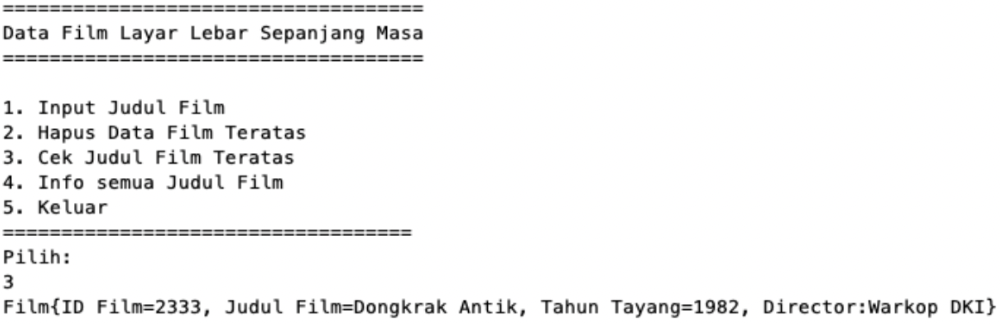 ====================================
Data Film Layar Lebar Sepanjang Masa
====================================
1. Input Judul Film
2. Hapus Data Film Teratas
3. Cek Judul Film Teratas
4. Info semua Judul Film
5. Keluar
===================================
Pilih:
3
Film{ID Film=2333, Judul Film=Dongkrak Antik, Tahun Tayang=1982, Director:Warkop DKI}